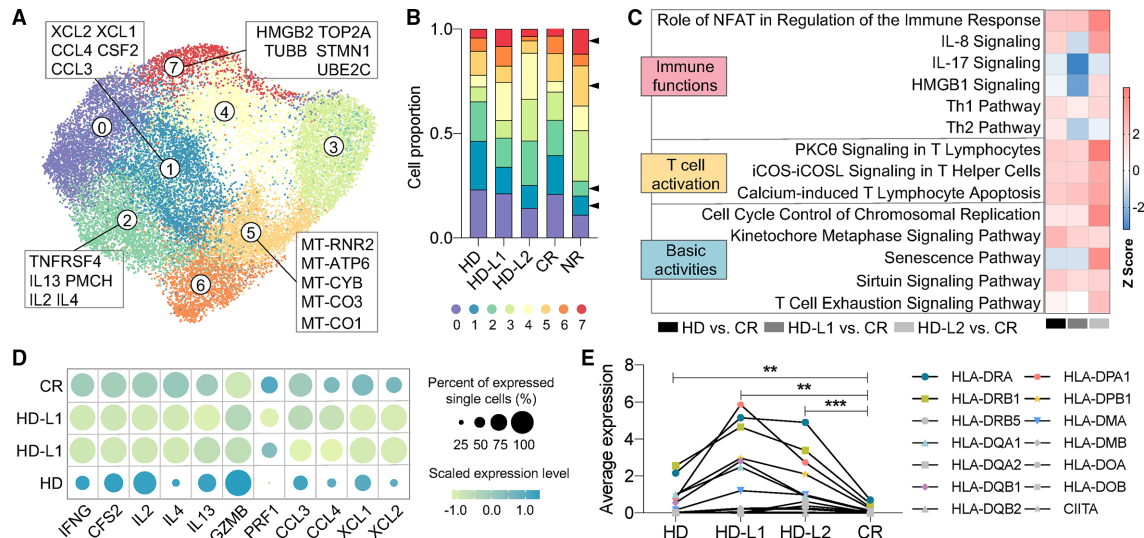 A
XCL2 XCL1
CCL4 CSF2
CCL3
HMGB2 TOP2A
TUBB STMN1
UBE2C
7
4
0
3
1
2
5
6
TNFRSF4
IL13 PMCH
IL2 IL4
MT-RNR2
MT-ATP6
MT-CYB
MT-CO3
MT-CO1
B
Cell proportion
1.0
0.5
0.0
HD
HD-L1
HD-L2
CR
NR
0 1 2 3 4 5 6 7
C
Immune
functions
T cell
activation
Basic
activities
Role of NFAT in Regulation of the Immune Response
IL-8 Signaling
IL-17 Signaling
HMGB1 Signaling
Th1 Pathway
Th2 Pathway
PKCθ Signaling in T Lymphocytes
iCOS-iCOSL Signaling in T Helper Cells
Calcium-induced T Lymphocyte Apoptosis
Cell Cycle Control of Chromosomal Replication
Kinetochore Metaphase Signaling Pathway
Senescence Pathway
Sirtuin Signaling Pathway
T Cell Exhaustion Signaling Pathway
2
0
-2
Z Score
HD vs. CR HD-L1 vs. CR HD-L2 vs. CR
D
CR
HD-L1
HD-L1
HD
IFNG
CFS2
IL2
IL4
IL13
GZMB
PRF1
CCL3
CCL4
XCL1
XCL2
Percent of expressed
single cells (%)
25 50 75 100
Scaled expression level
-1.0 0.0 1.0
E
Average expression
8
6
4
2
0
**
**
***
HD
HD-L1
HD-L2
CR
HLA-DRA HLA-DPA1
HLA-DRB1 HLA-DPB1
HLA-DRB5 HLA-DMA
HLA-DQA1 HLA-DMB
HLA-DQA2 HLA-DOA
HLA-DQB1 HLA-DOB
HLA-DQB2 CIITA